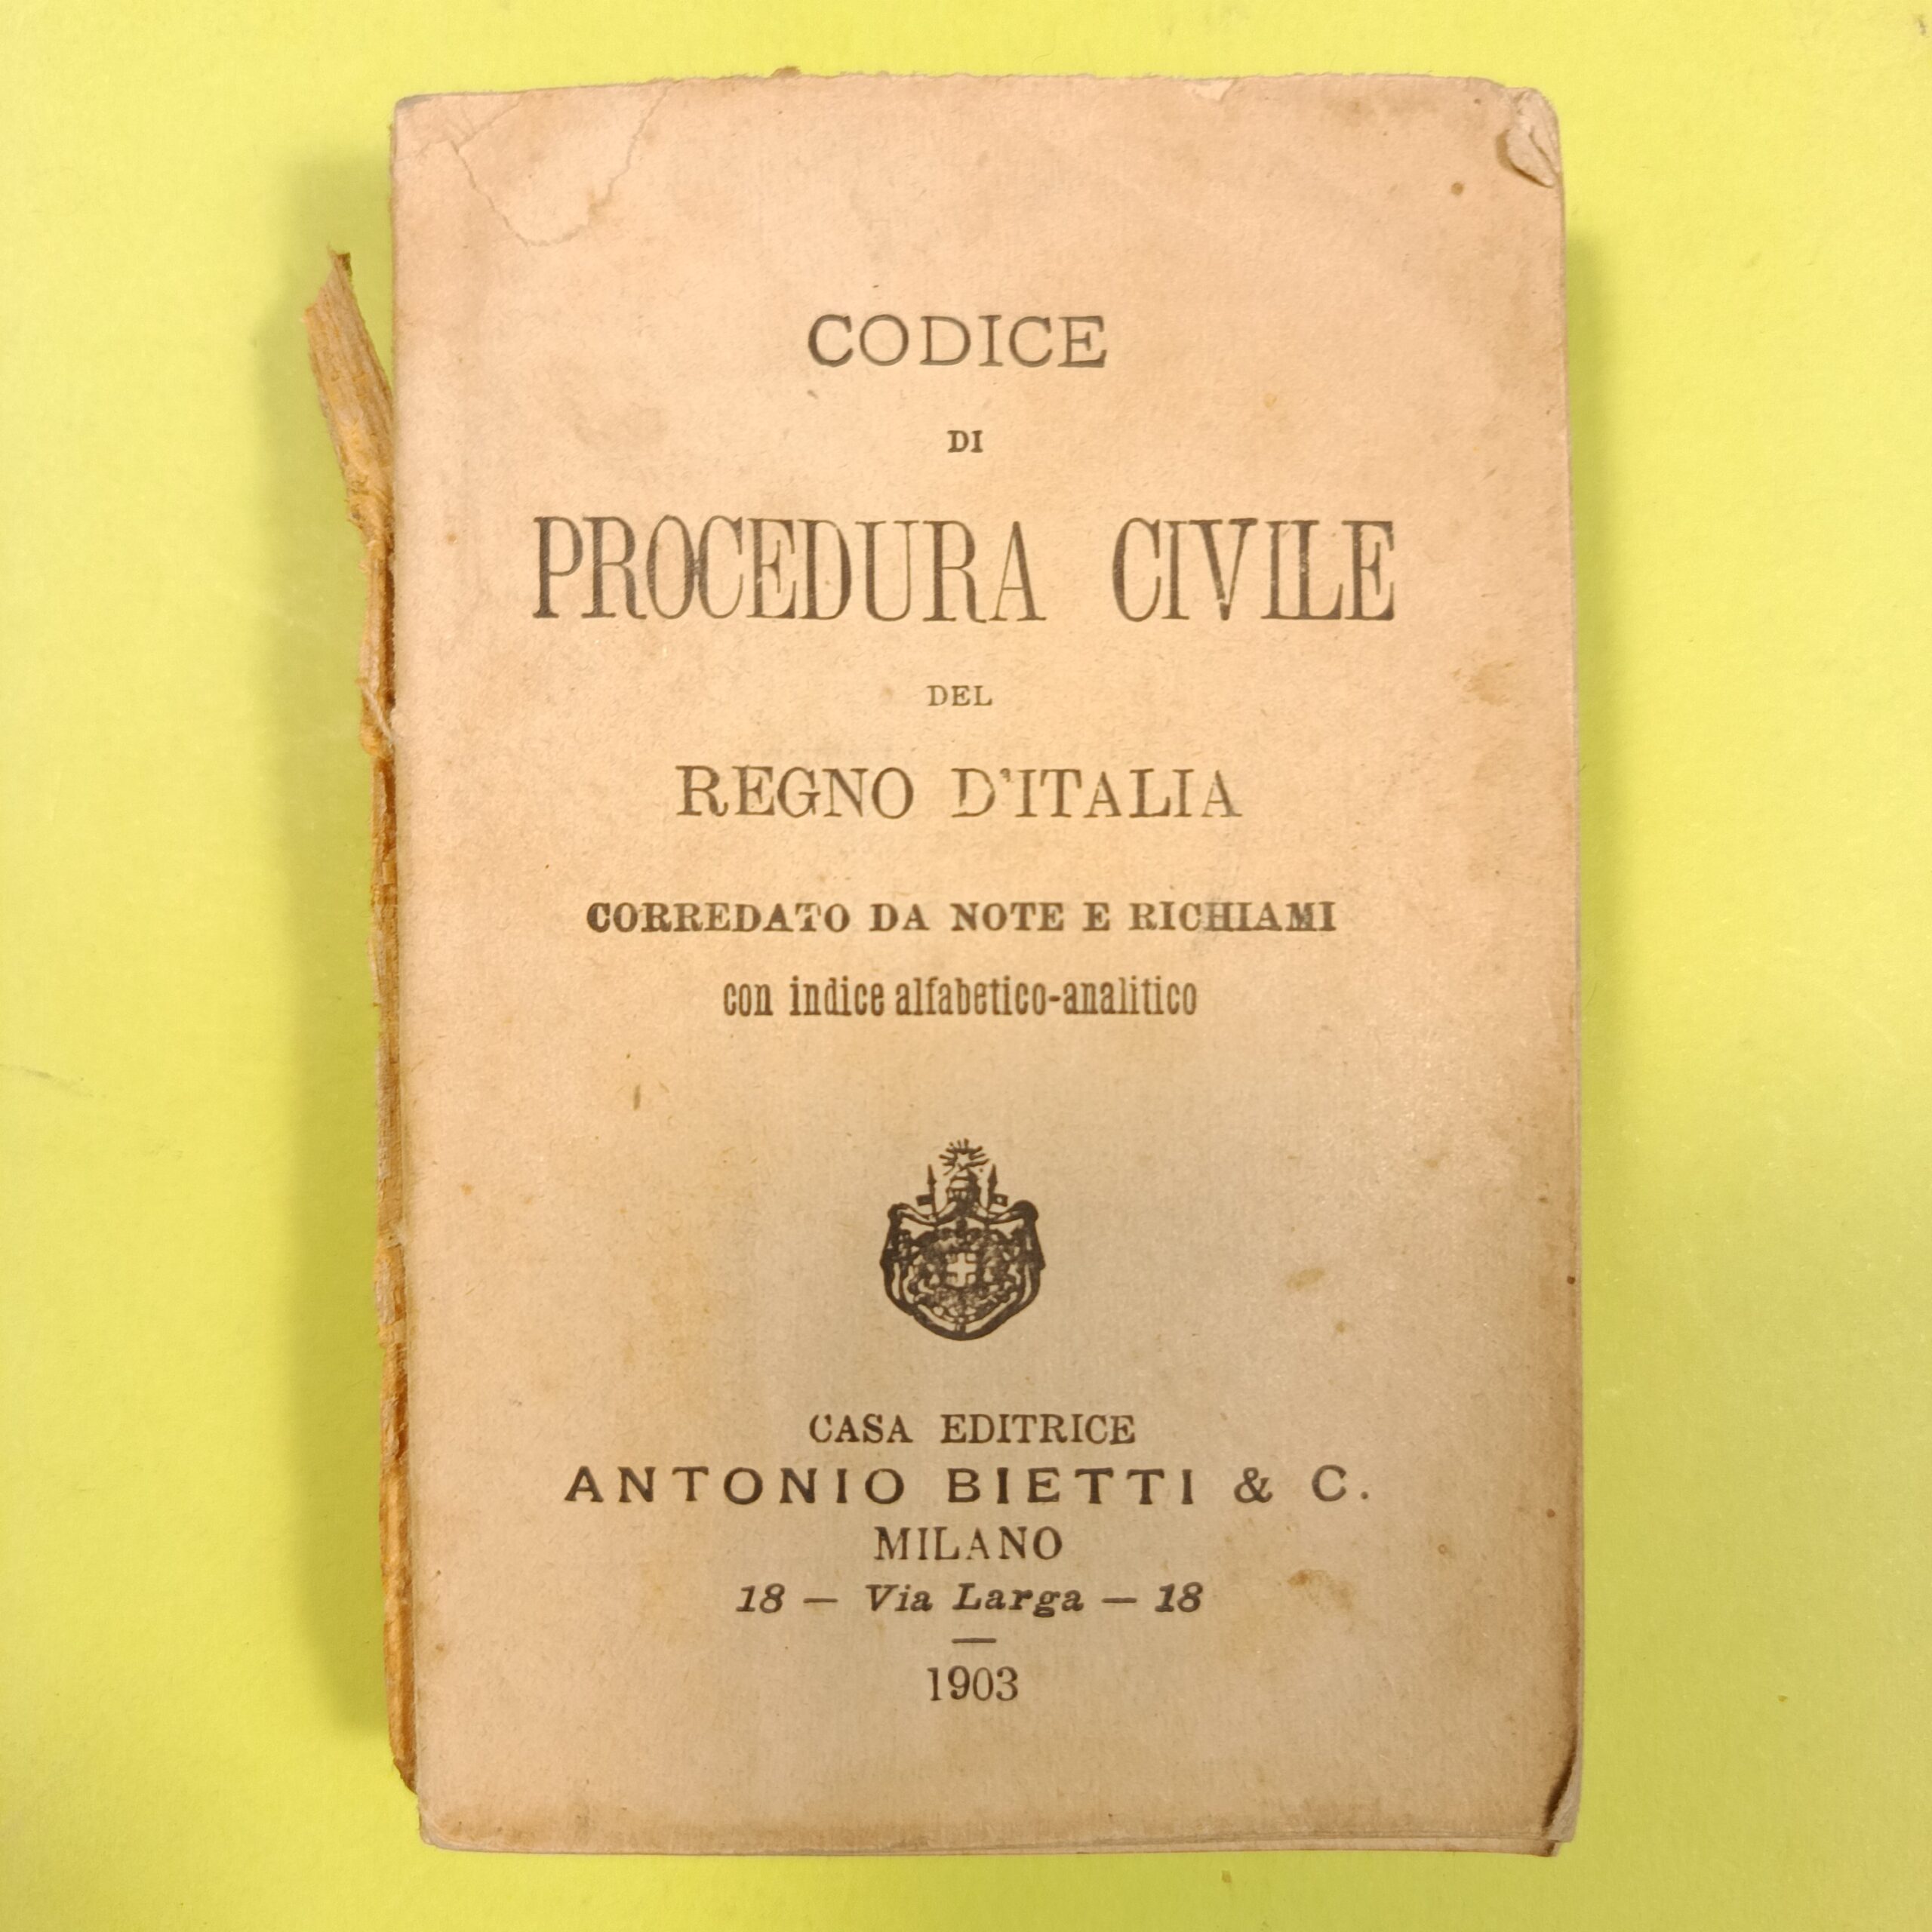 CODICE
DI
PROCEDURA CIVILE
DEL
REGNO D'ITALIA
CORREDATO DA NOTE E RICHIAMI
con indice alfabetico-analitico
CASA EDITRICE
ANTONIO BIETTI & C.
MILANO
18 — Via Larga — 18
1903